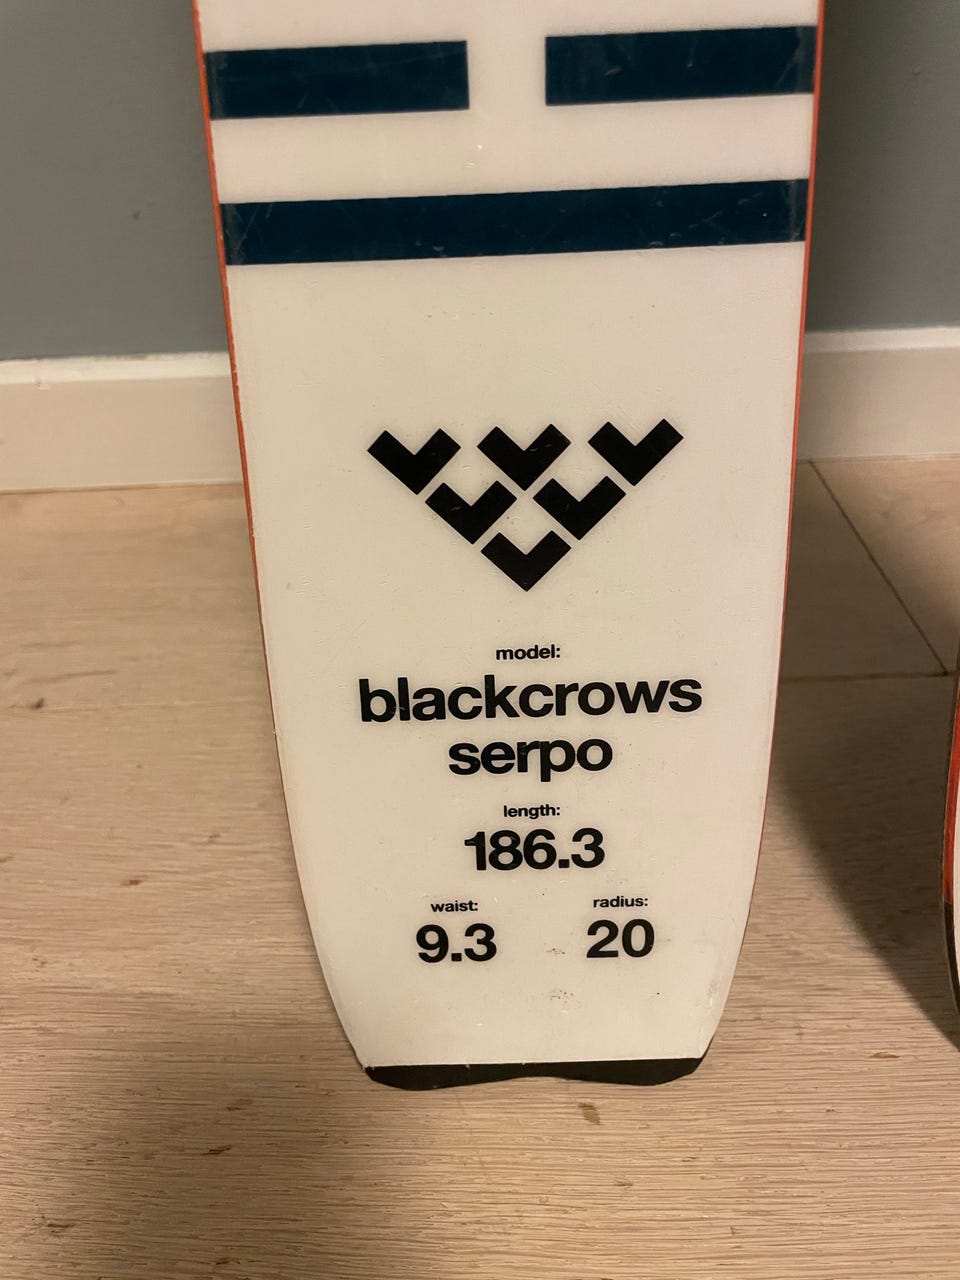 model:
blackcrows
serpo
length:
186.3
waist: radius:
9.3 20